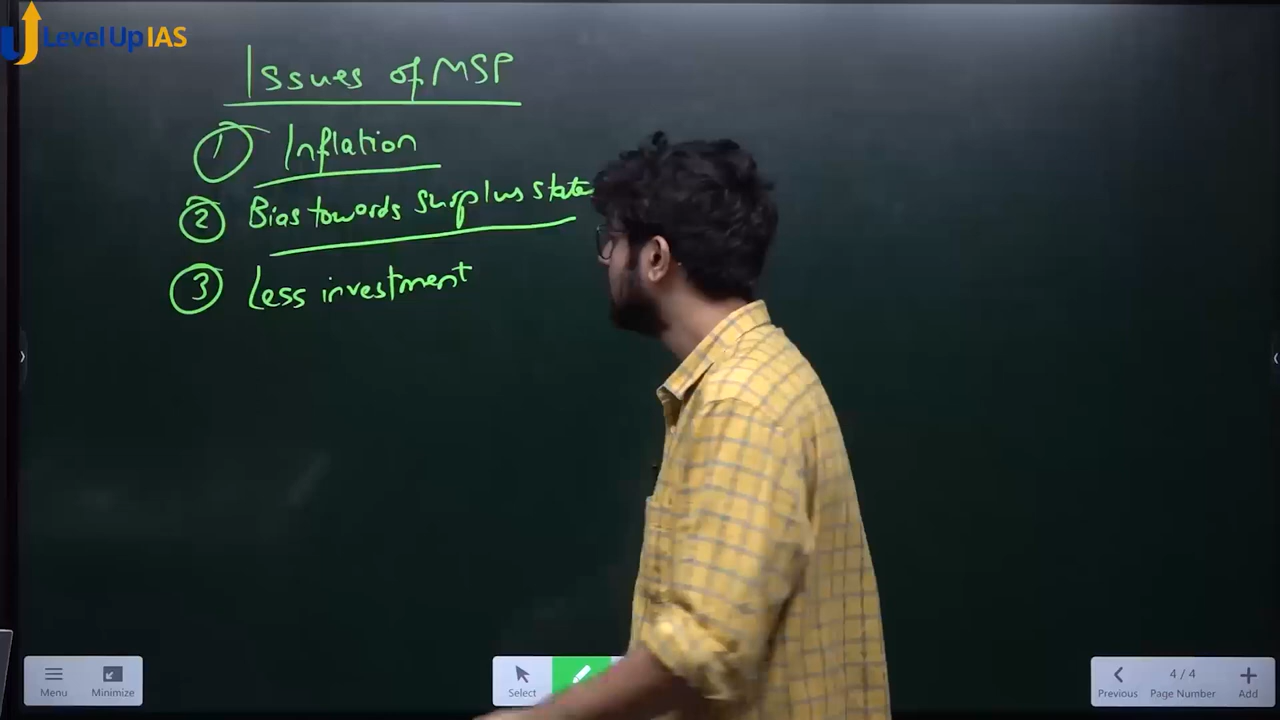 Level Up IAS
Issues of MSP
1 Inflation
2 Bias towards surplus state
3 Less investment
Menu
Minimize
Select
Previous
4 / 4
Page Number
Add